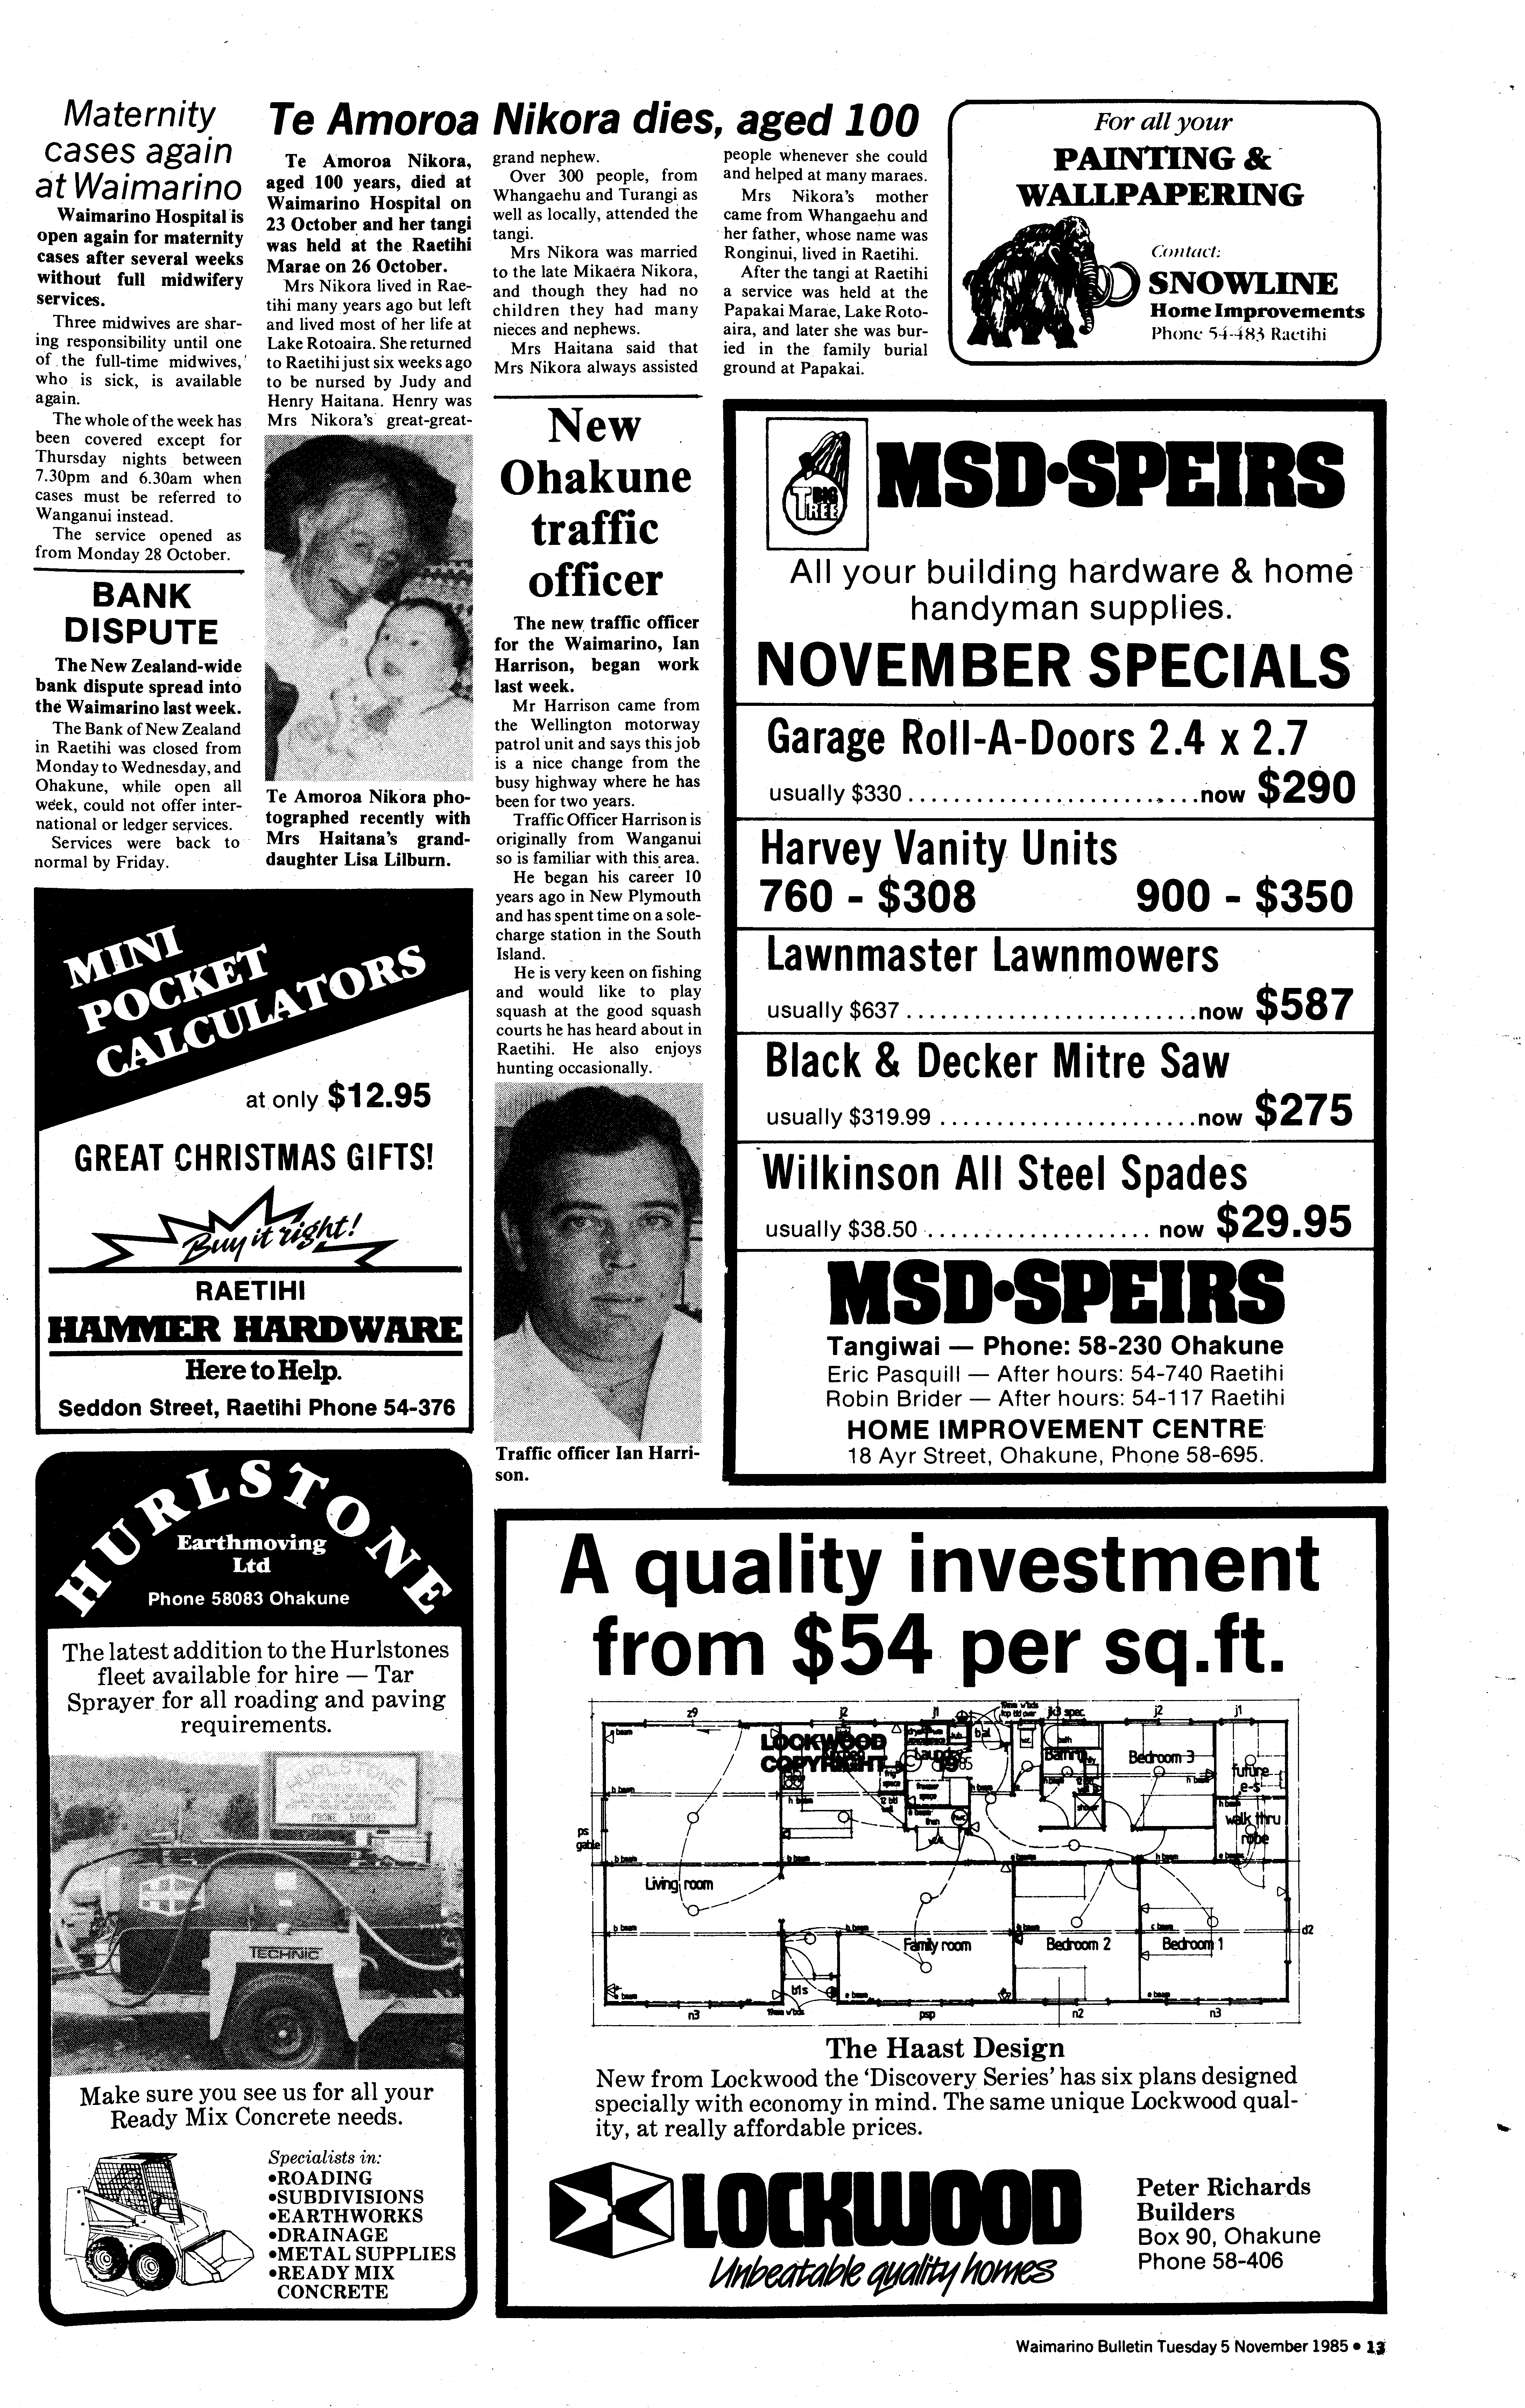 Maternity
cases again
at Waimarino
Waimarino Hospital is
open again for maternity
cases after several weeks
without full midwifery
services.
Three midwives are shar-
ing responsibility until one
of the full-time midwives,
who is sick, is available
again.
The whole of the week has
been covered except for
Thursday nights between
7.30pm and 6.30am when
cases must be referred to
Wanganui instead.
The service opened as
from Monday 28 October.
BANK
DISPUTE
The New Zealand-wide
bank dispute spread into
the Waimarino last week.
The Bank of New Zealand
in Raetihi was closed from
Monday to Wednesday, and
Ohakune, while open all
week, could not offer inter-
national or ledger services.
Services were back to
normal by Friday.
Te Amoroa Nikora dies, aged 100
Te Amoroa Nikora,
aged 100 years, died at
Waimarino Hospital on
23 October and her tangi
was held at the Raetihi
Marae on 26 October.
Mrs Nikora lived in Rae-
tihi many years ago but left
and lived most of her life at
Lake Rotoaira. She returned
to Raetihi just six weeks ago
to be nursed by Judy and
Henry Haitana. Henry was
Mrs Nikora's great-great-
grand nephew.
Over 300 people, from
Whangaehu and Turangi as
well as locally, attended the
tangi.
Mrs Nikora was married
to the late Mikaera Nikora,
and though they had no
children they had many
nieces and nephews.
Mrs Haitana said that
Mrs Nikora always assisted
people whenever she could
and helped at many maraes.
Mrs Nikora's mother
came from Whangaehu and
her father, whose name was
Ronginui, lived in Raetihi.
After the tangi at Raetihi
a service was held at the
Papakai Marae, Lake Roto-
aira, and later she was bur-
ied in the family burial
ground at Papakai.
Te Amoroa Nikora pho-
tographed recently with
Mrs Haitana's grand-
daughter Lisa Lilburn.
New
Ohakune
traffic
officer
The new traffic officer
for the Waimarino, Ian
Harrison, began work
last week.
Mr Harrison came from
the Wellington motorway
patrol unit and says this job
is a nice change from the
busy highway where he has
been for two years.
Traffic Officer Harrison is
originally from Wanganui
so is familiar with this area.
He began his career 10
years ago in New Plymouth
and has spent time on a sole-
charge station in the South
Island.
He is very keen on fishing
and would like to play
squash at the good squash
courts he has heard about in
Raetihi. He also enjoys
hunting occasionally.
Traffic officer Ian Harri-
son.
For all your
PAINTING &
WALLPAPERING
Contact:
SNOWLINE
Home Improvements
Phone 54-483 Raetihi
BIG
TREE
MSD•SPEIRS
All your building hardware & home
handyman supplies.
NOVEMBER SPECIALS
Garage Roll-A-Doors 2.4 x 2.7
usually $330 .......................... now $290
Harvey Vanity Units
760 - $308 900 - $350
Lawnmaster Lawnmowers
usually $637 .......................... now $587
Black & Decker Mitre Saw
usually $319.99 ....................... now $275
Wilkinson All Steel Spades
usually $38.50 .................... now $29.95
MSD•SPEIRS
Tangiwai — Phone: 58-230 Ohakune
Eric Pasquill — After hours: 54-740 Raetihi
Robin Brider — After hours: 54-117 Raetihi
HOME IMPROVEMENT CENTRE
18 Ayr Street, Ohakune, Phone 58-695.
MINI
POCKET
CALCULATORS
at only $12.95
GREAT CHRISTMAS GIFTS!
Buy it right!
RAETIHI
HAMMER HARDWARE
Here to Help.
Seddon Street, Raetihi Phone 54-376
HURLSTONE
Earthmoving
Ltd
Phone 58083 Ohakune
The latest addition to the Hurlstones
fleet available for hire — Tar
Sprayer for all roading and paving
requirements.
HURLSTONE
PHONE 58083
TECHNIC
Make sure you see us for all your
Ready Mix Concrete needs.
Specialists in:
•ROADING
•SUBDIVISIONS
•EARTHWORKS
•DRAINAGE
•METAL SUPPLIES
•READY MIX
CONCRETE
A quality investment
from $54 per sq.ft.
z9 j2 j1 jk3 spec j2 j1
LOCKWOOD
COPYRIGHT © 1985
Laundry
Bathrm
Bedroom 3
future
e-s
walk thru
robe
ps
gable
Living room
Family room
Bedroom 2
Bedroom 1
d2
b1s
n3 psp n2 n3
The Haast Design
New from Lockwood the 'Discovery Series' has six plans designed
specially with economy in mind. The same unique Lockwood qual-
ity, at really affordable prices.
LOCKWOOD
Unbeatable quality homes
Peter Richards
Builders
Box 90, Ohakune
Phone 58-406
Waimarino Bulletin Tuesday 5 November 1985 • 13